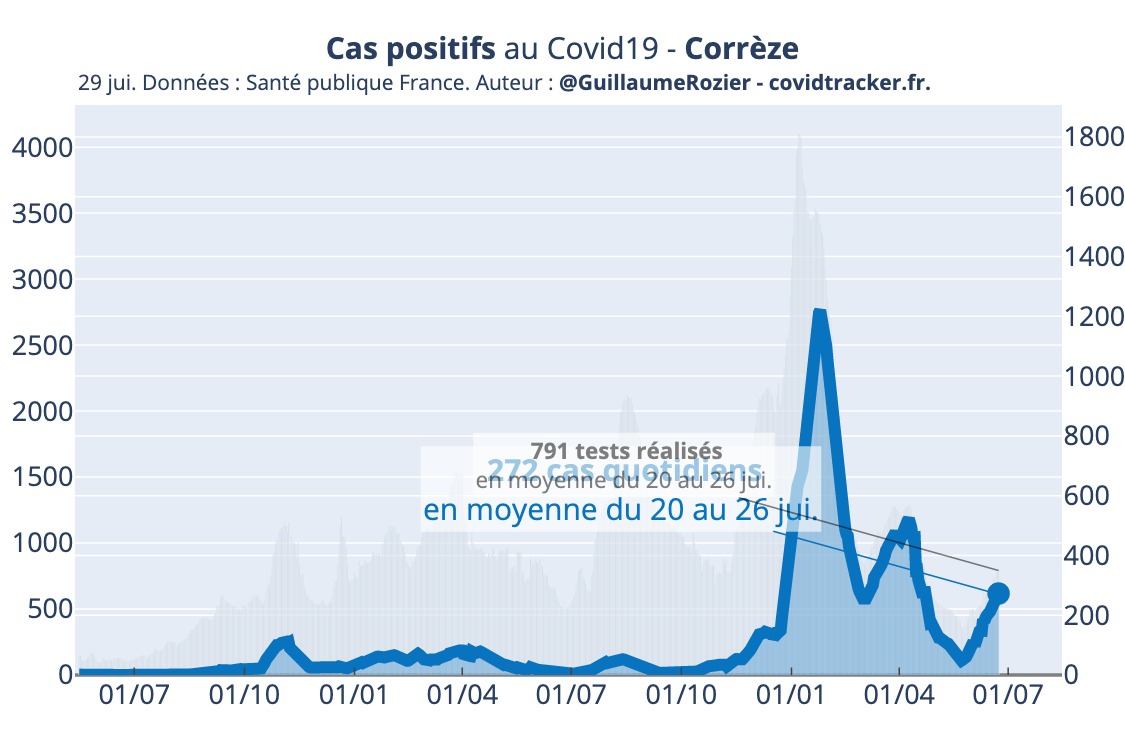 Cas positifs au Covid19 - Corrèze
29 jui. Données : Santé publique France. Auteur : @GuillaumeRozier - covidtracker.fr.
4000
3500
3000
2500
2000
1500
1000
500
0
1800
1600
1400
1200
1000
800
600
400
200
0
791 tests réalisés
en moyenne du 20 au 26 jui.
272 cas quotidiens
en moyenne du 20 au 26 jui.
01/07 01/10 01/01 01/04 01/07 01/10 01/01 01/04 01/07